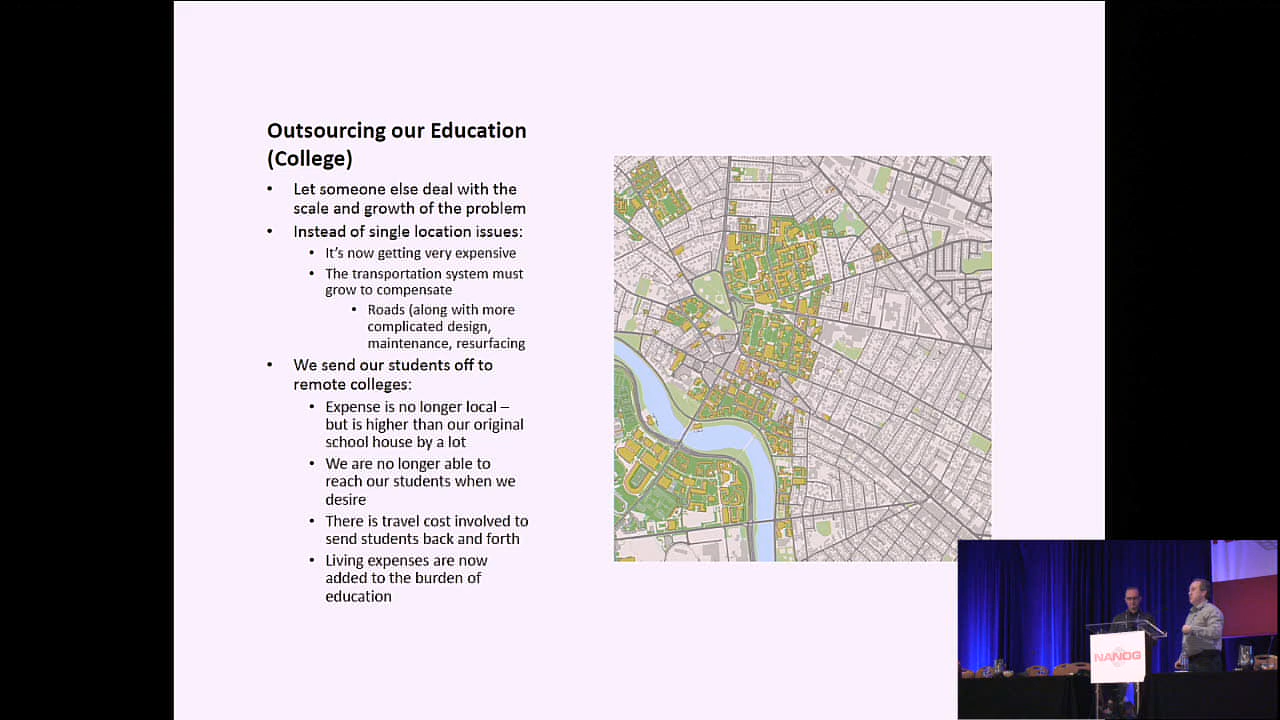 Outsourcing our Education
(College)
• Let someone else deal with the
scale and growth of the problem
• Instead of single location issues:
• It's now getting very expensive
• The transportation system must
grow to compensate
• Roads (along with more
complicated design,
maintenance, resurfacing
• We send our students off to
remote colleges:
• Expense is no longer local –
but is higher than our original
school house by a lot
• We are no longer able to
reach our students when we
desire
• There is travel cost involved to
send students back and forth
• Living expenses are now
added to the burden of
education
NANOG